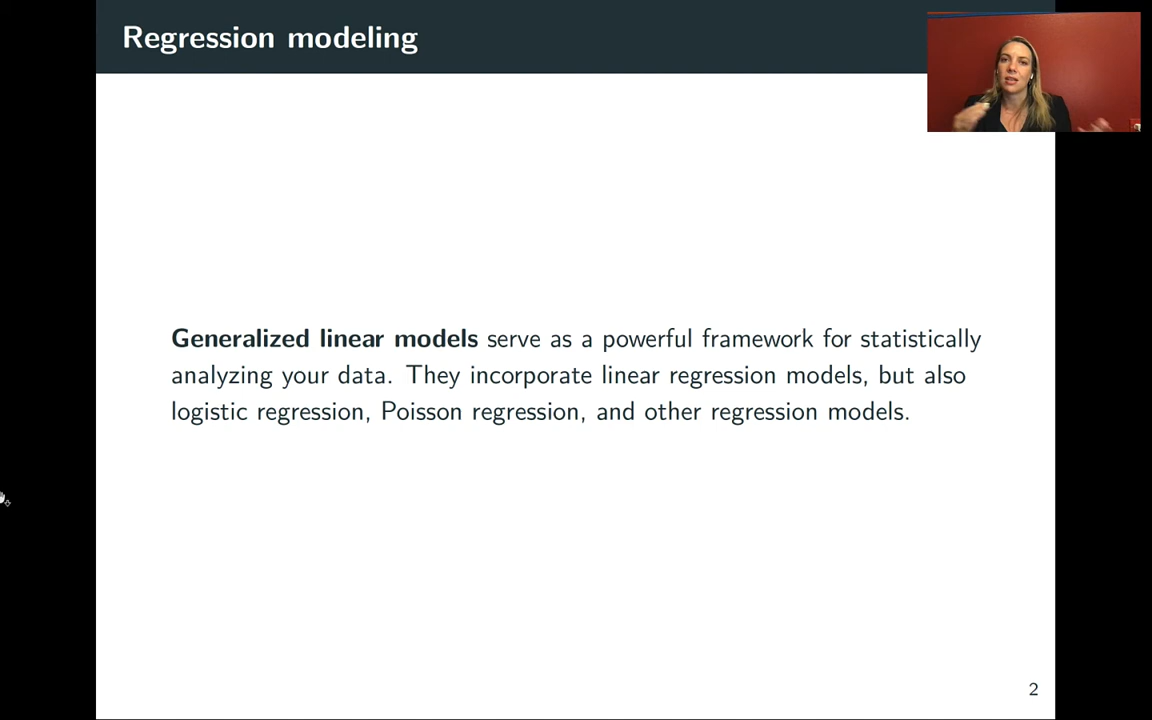 Regression modeling
Generalized linear models serve as a powerful framework for statistically
analyzing your data. They incorporate linear regression models, but also
logistic regression, Poisson regression, and other regression models.
2